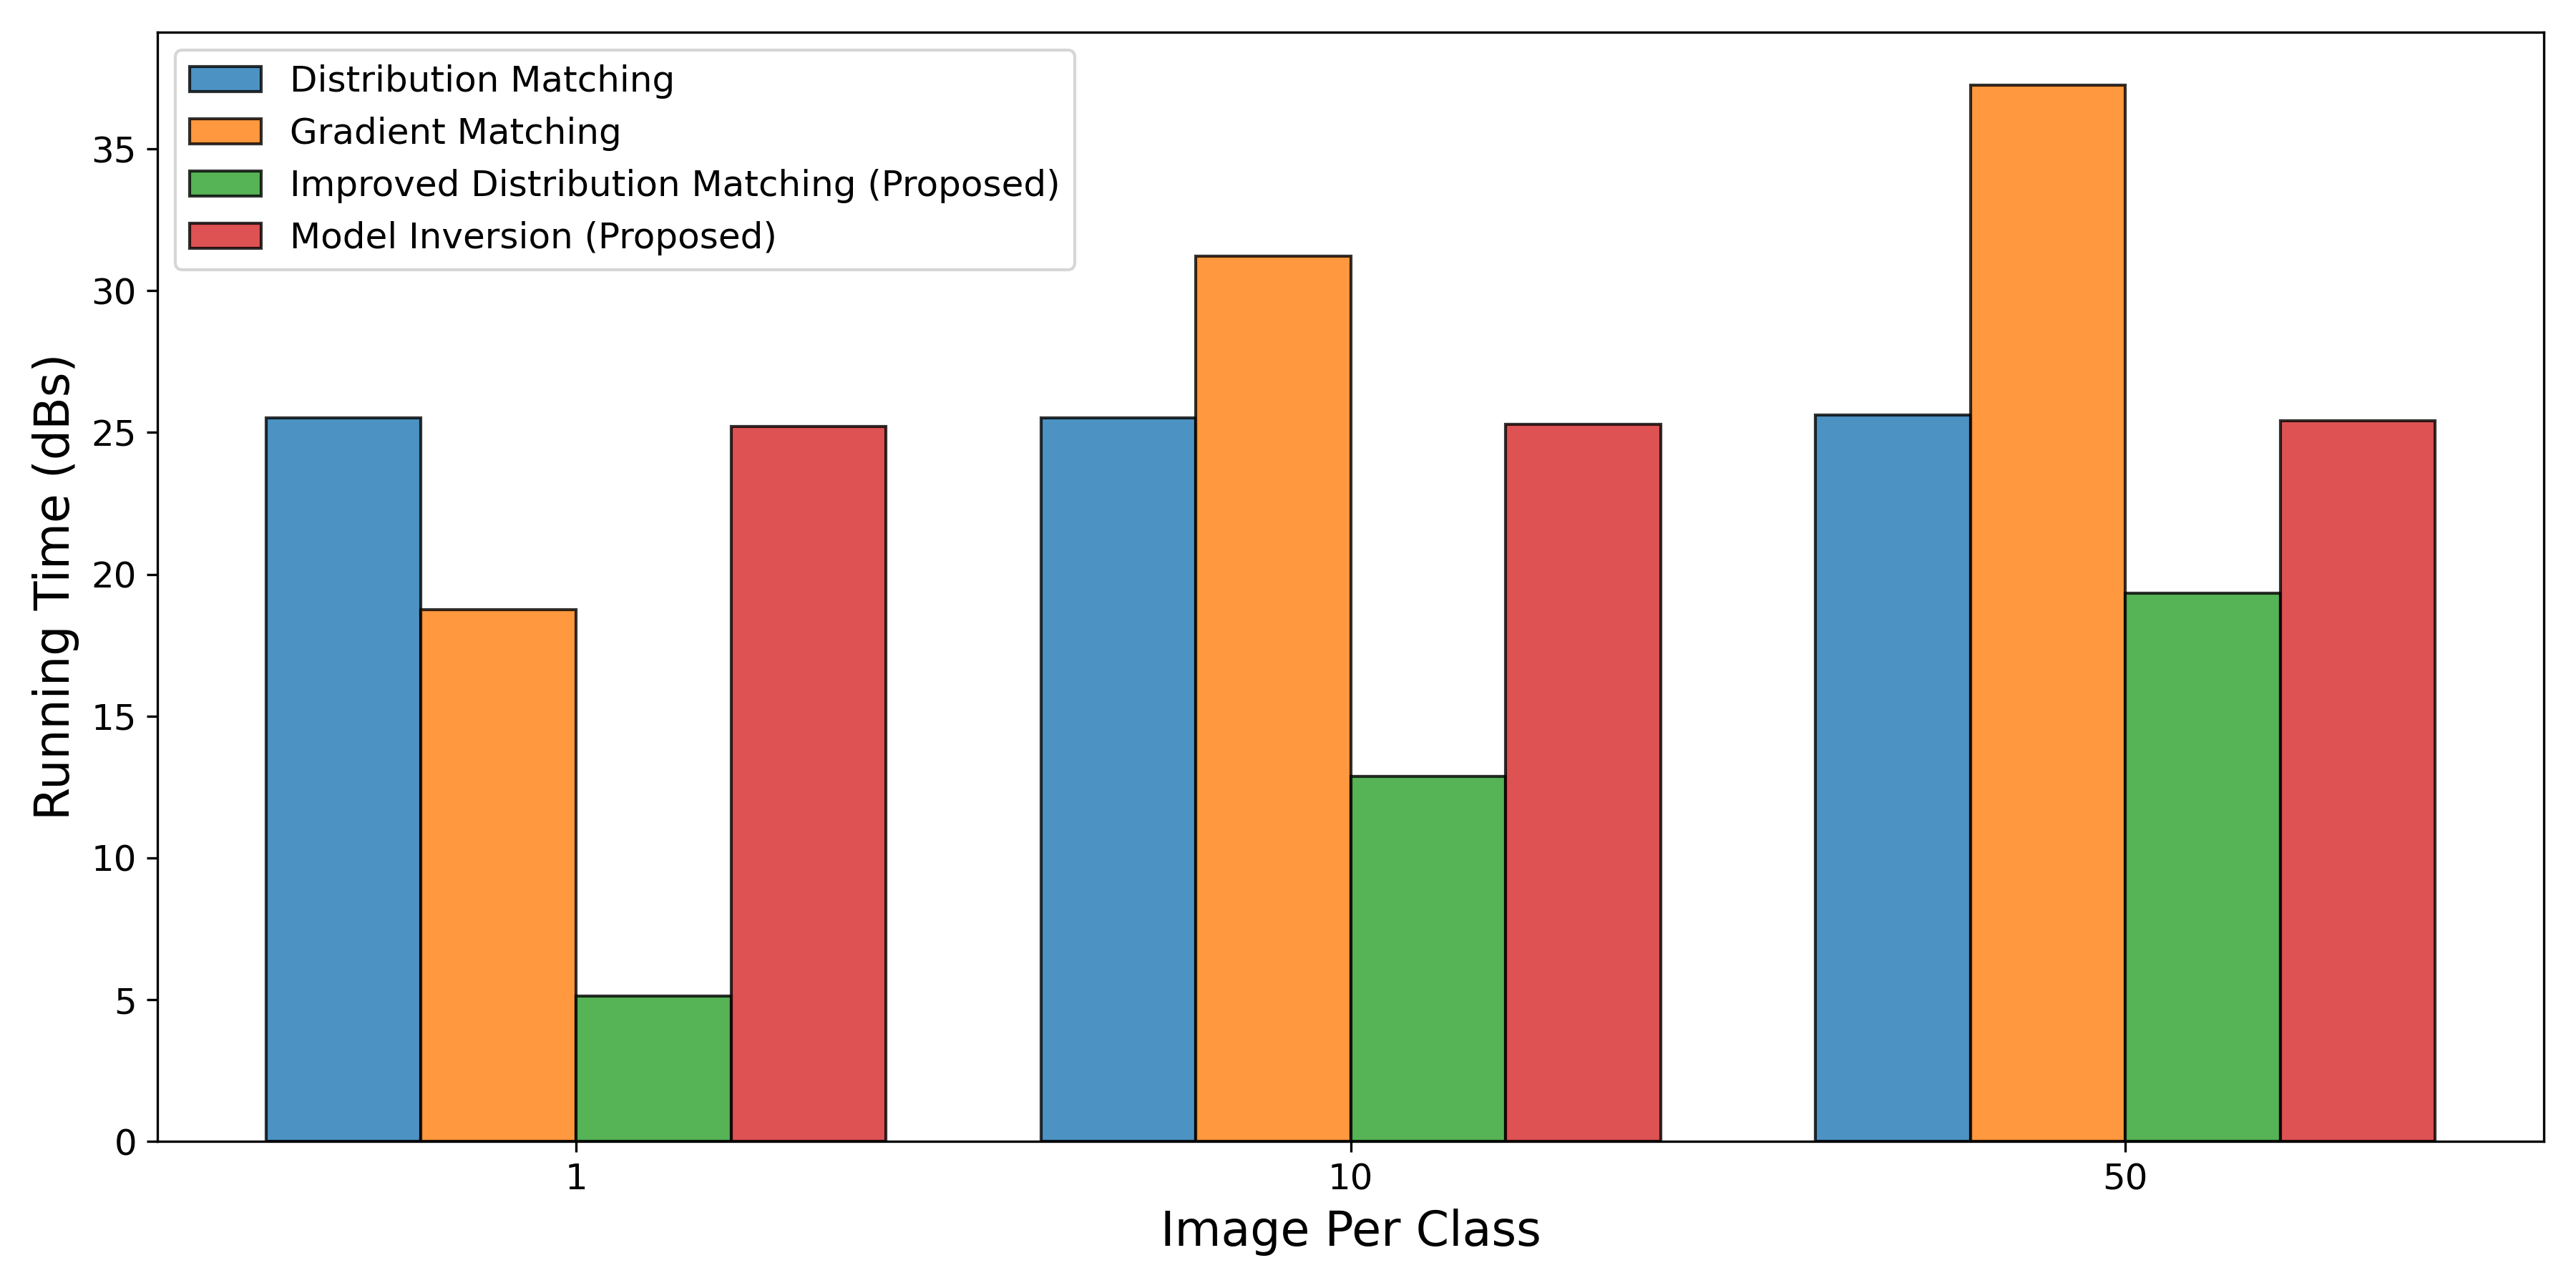 Distribution Matching
Gradient Matching
Improved Distribution Matching (Proposed)
Model Inversion (Proposed)
Running Time (dBs)
35
30
25
20
15
10
5
0
1
10
50
Image Per Class